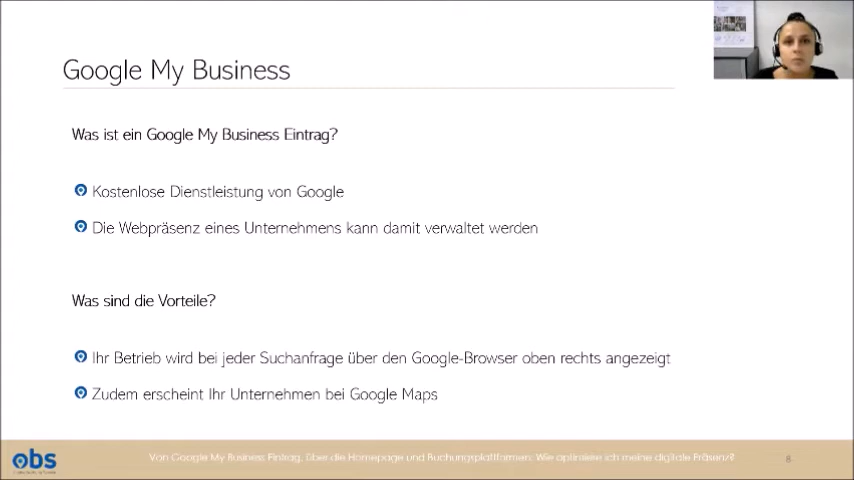 Google My Business
Was ist ein Google My Business Eintrag?
Kostenlose Dienstleistung von Google
Die Webpräsenz eines Unternehmens kann damit verwaltet werden
Was sind die Vorteile?
Ihr Betrieb wird bei jeder Suchanfrage über den Google-Browser oben rechts angezeigt
Zudem erscheint Ihr Unternehmen bei Google Maps
obs
Von Google My Business Eintrag, über die Homepage und Buchungsplattformen: Wie optimiere ich meine digitale Präsenz?
8